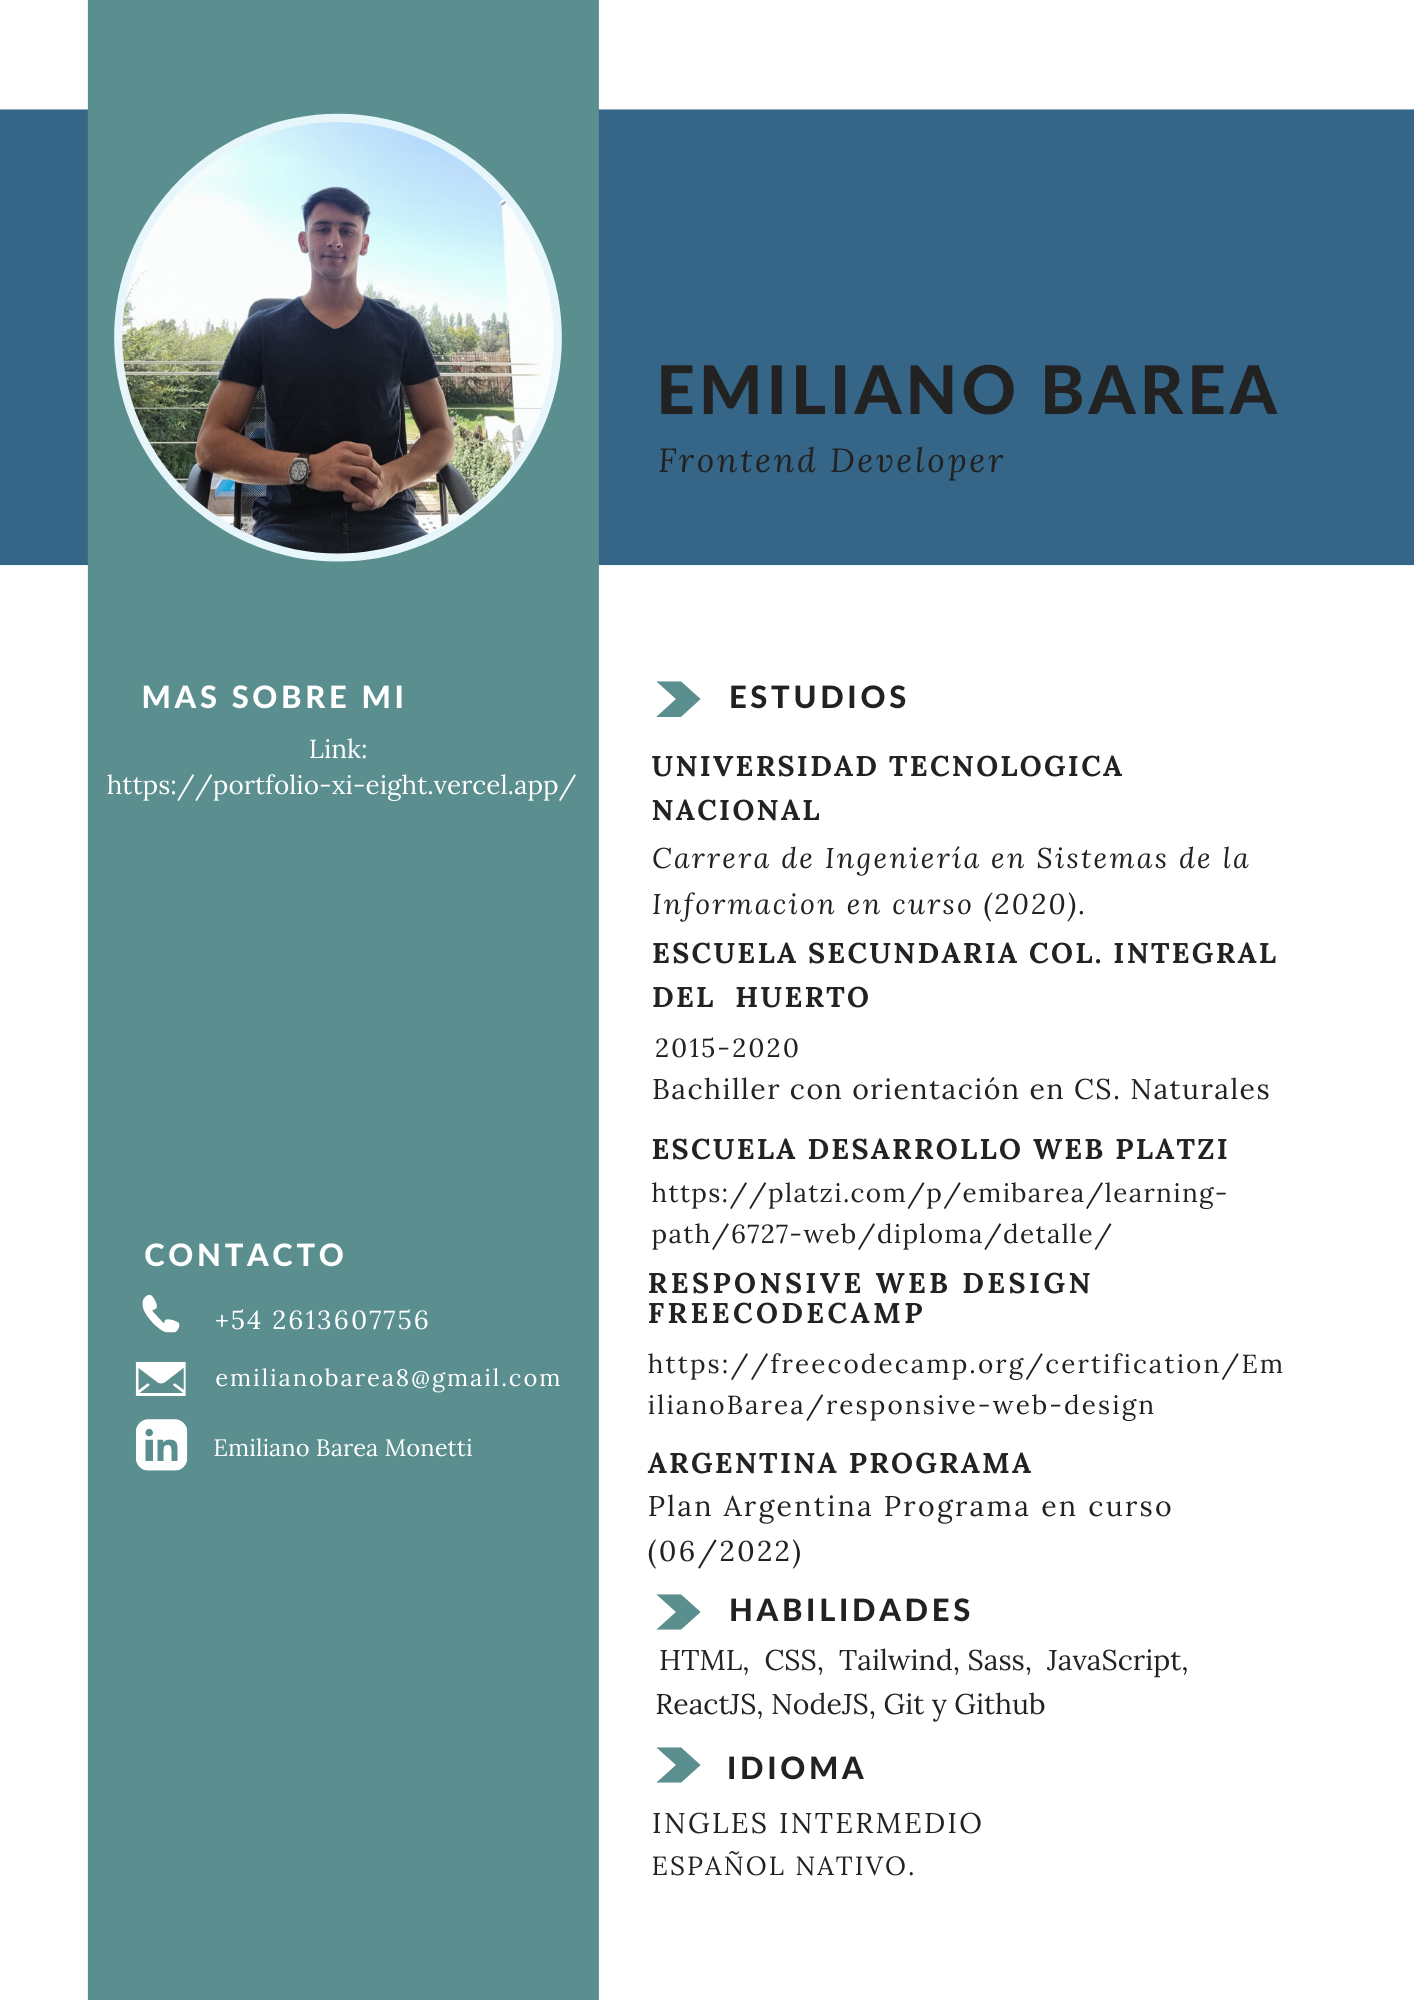 EMILIANO BAREA
Frontend Developer
MAS SOBRE MI
Link:
https://portfolio-xi-eight.vercel.app/
CONTACTO
+54 2613607756
emilianobarea8@gmail.com
in
Emiliano Barea Monetti
ESTUDIOS
UNIVERSIDAD TECNOLOGICA
NACIONAL
Carrera de Ingeniería en Sistemas de la
Informacion en curso (2020).
ESCUELA SECUNDARIA COL. INTEGRAL
DEL HUERTO
2015-2020
Bachiller con orientación en CS. Naturales
ESCUELA DESARROLLO WEB PLATZI
https://platzi.com/p/emibarea/learning-
path/6727-web/diploma/detalle/
RESPONSIVE WEB DESIGN
FREECODECAMP
https://freecodecamp.org/certification/Em
ilianoBarea/responsive-web-design
ARGENTINA PROGRAMA
Plan Argentina Programa en curso
(06/2022)
HABILIDADES
HTML, CSS, Tailwind, Sass, JavaScript,
ReactJS, NodeJS, Git y Github
IDIOMA
INGLES INTERMEDIO
ESPAÑOL NATIVO.